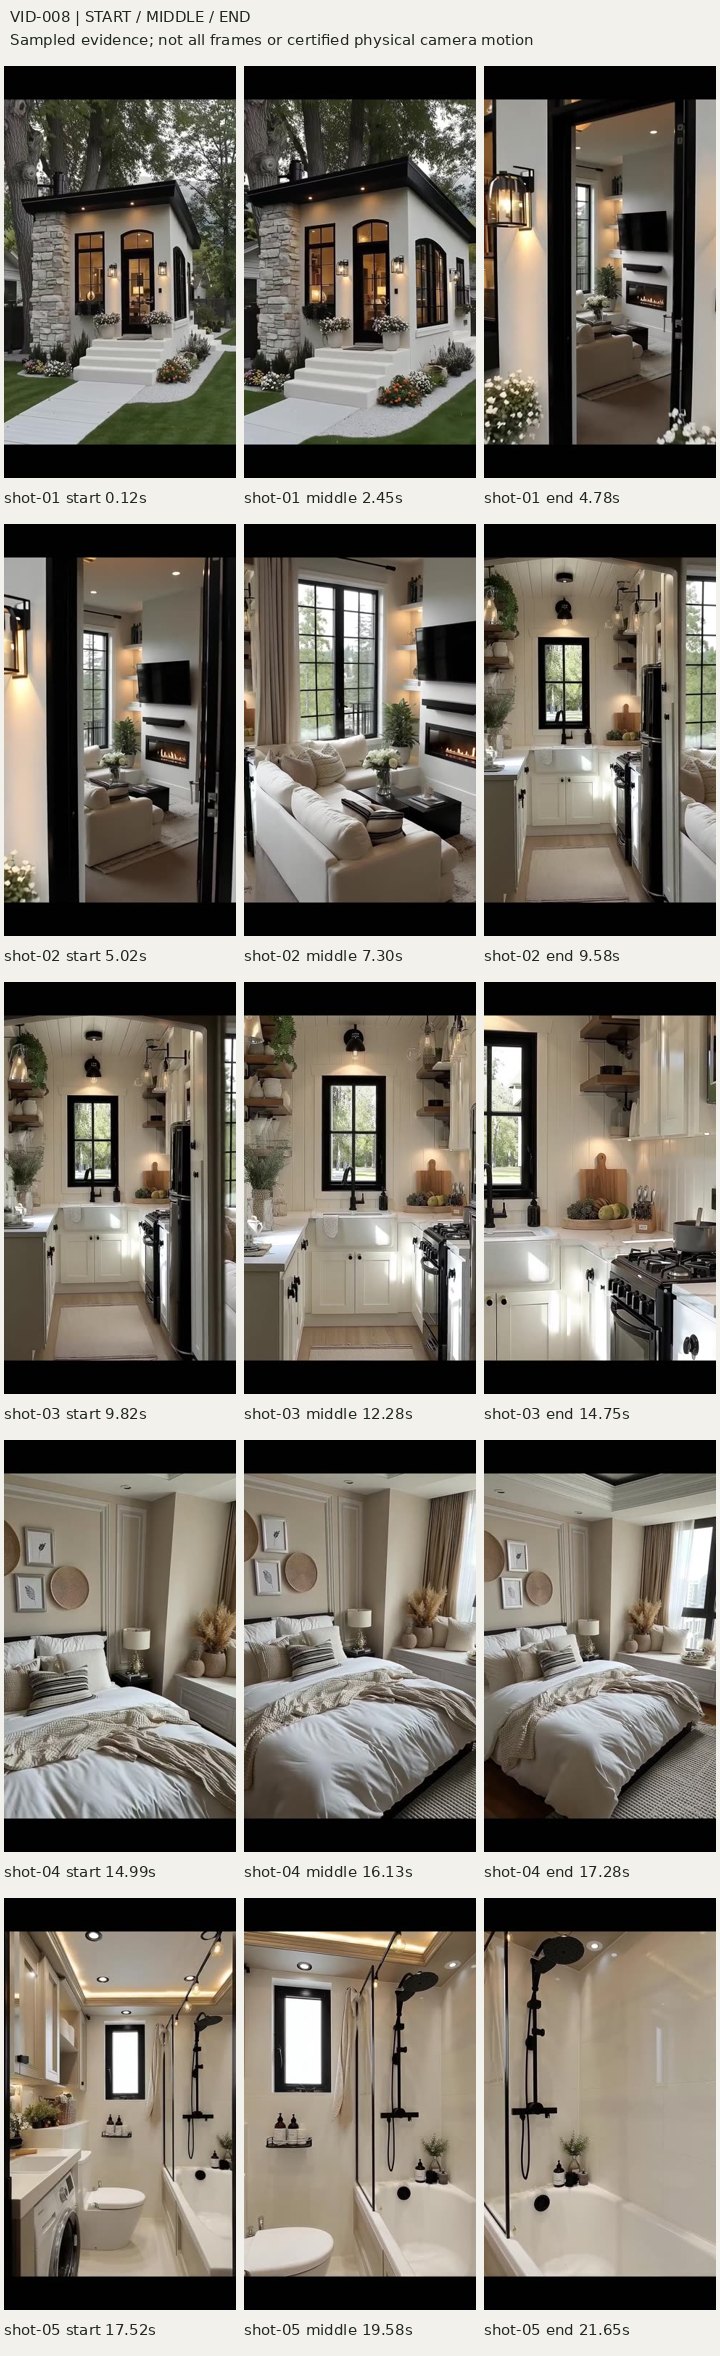 VID-008 | START / MIDDLE / END
Sampled evidence; not all frames or certified physical camera motion
shot-01 start 0.12s
shot-01 middle 2.45s
shot-01 end 4.78s
shot-02 start 5.02s
shot-02 middle 7.30s
shot-02 end 9.58s
shot-03 start 9.82s
shot-03 middle 12.28s
shot-03 end 14.75s
shot-04 start 14.99s
shot-04 middle 16.13s
shot-04 end 17.28s
shot-05 start 17.52s
shot-05 middle 19.58s
shot-05 end 21.65s